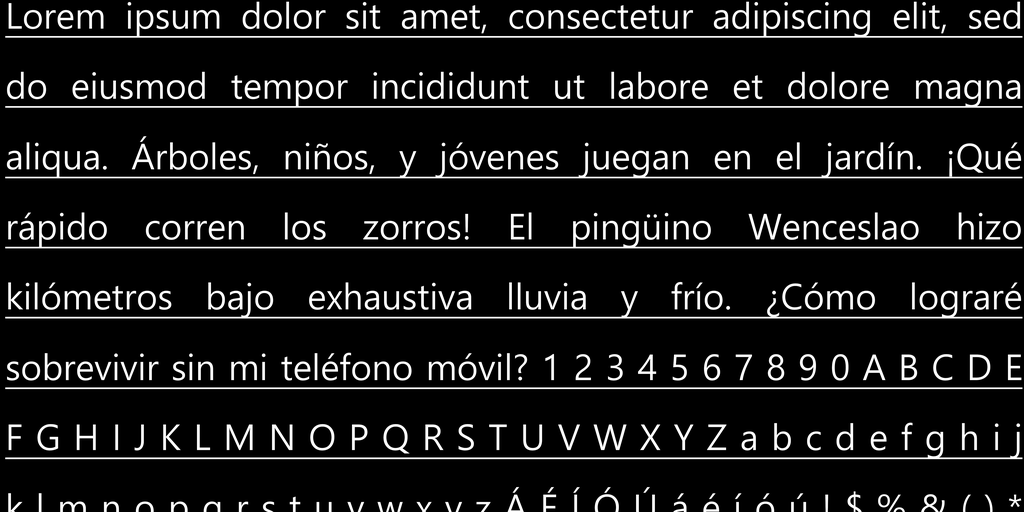 Lorem ipsum dolor sit amet, consectetur adipiscing elit, sed
do eiusmod tempor incididunt ut labore et dolore magna
aliqua. Árboles, niños, y jóvenes juegan en el jardín. ¡Qué
rápido corren los zorros! El pingüino Wenceslao hizo
kilómetros bajo exhaustiva lluvia y frío. ¿Cómo lograré
sobrevivir sin mi teléfono móvil? 1 2 3 4 5 6 7 8 9 0 A B C D E
F G H I J K L M N O P Q R S T U V W X Y Z a b c d e f g h i j
k l m n o p q r s t u v w x y z Á É Í Ó Ú á é í ó ú ! $ % & ( ) *